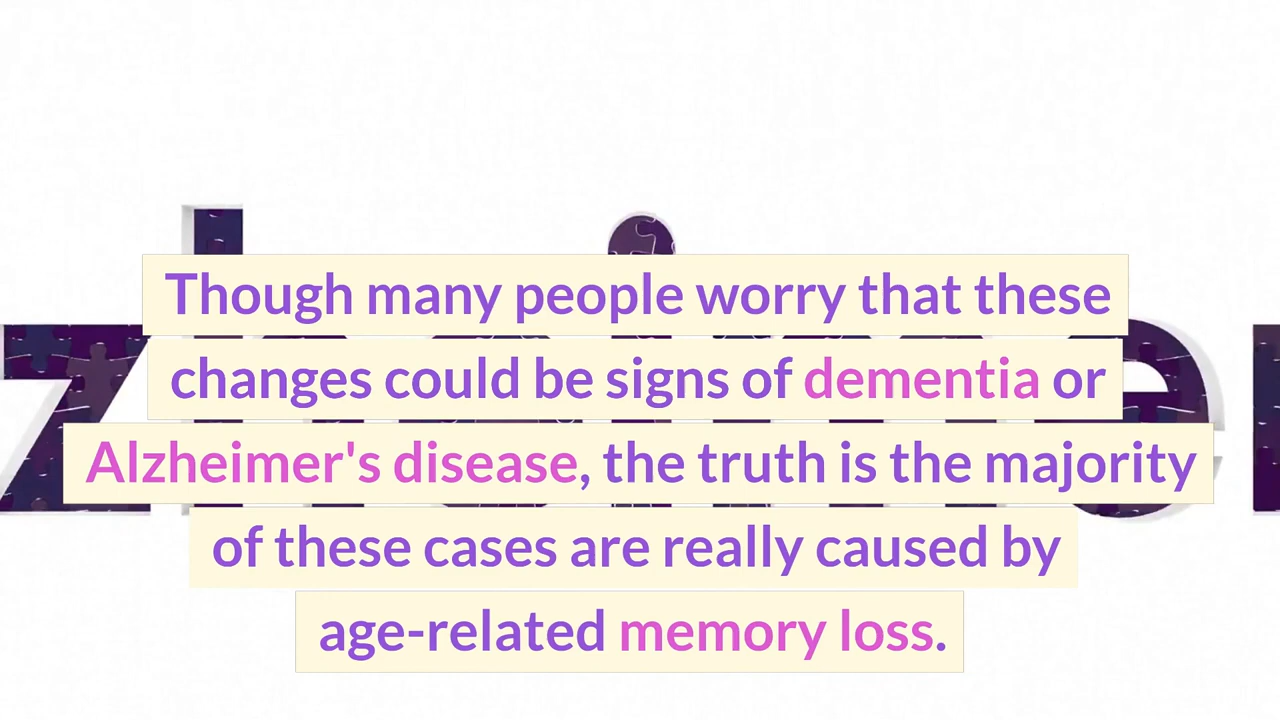 Though many people worry that these
changes could be signs of dementia or
Alzheimer's disease, the truth is the majority
of these cases are really caused by
age-related memory loss.